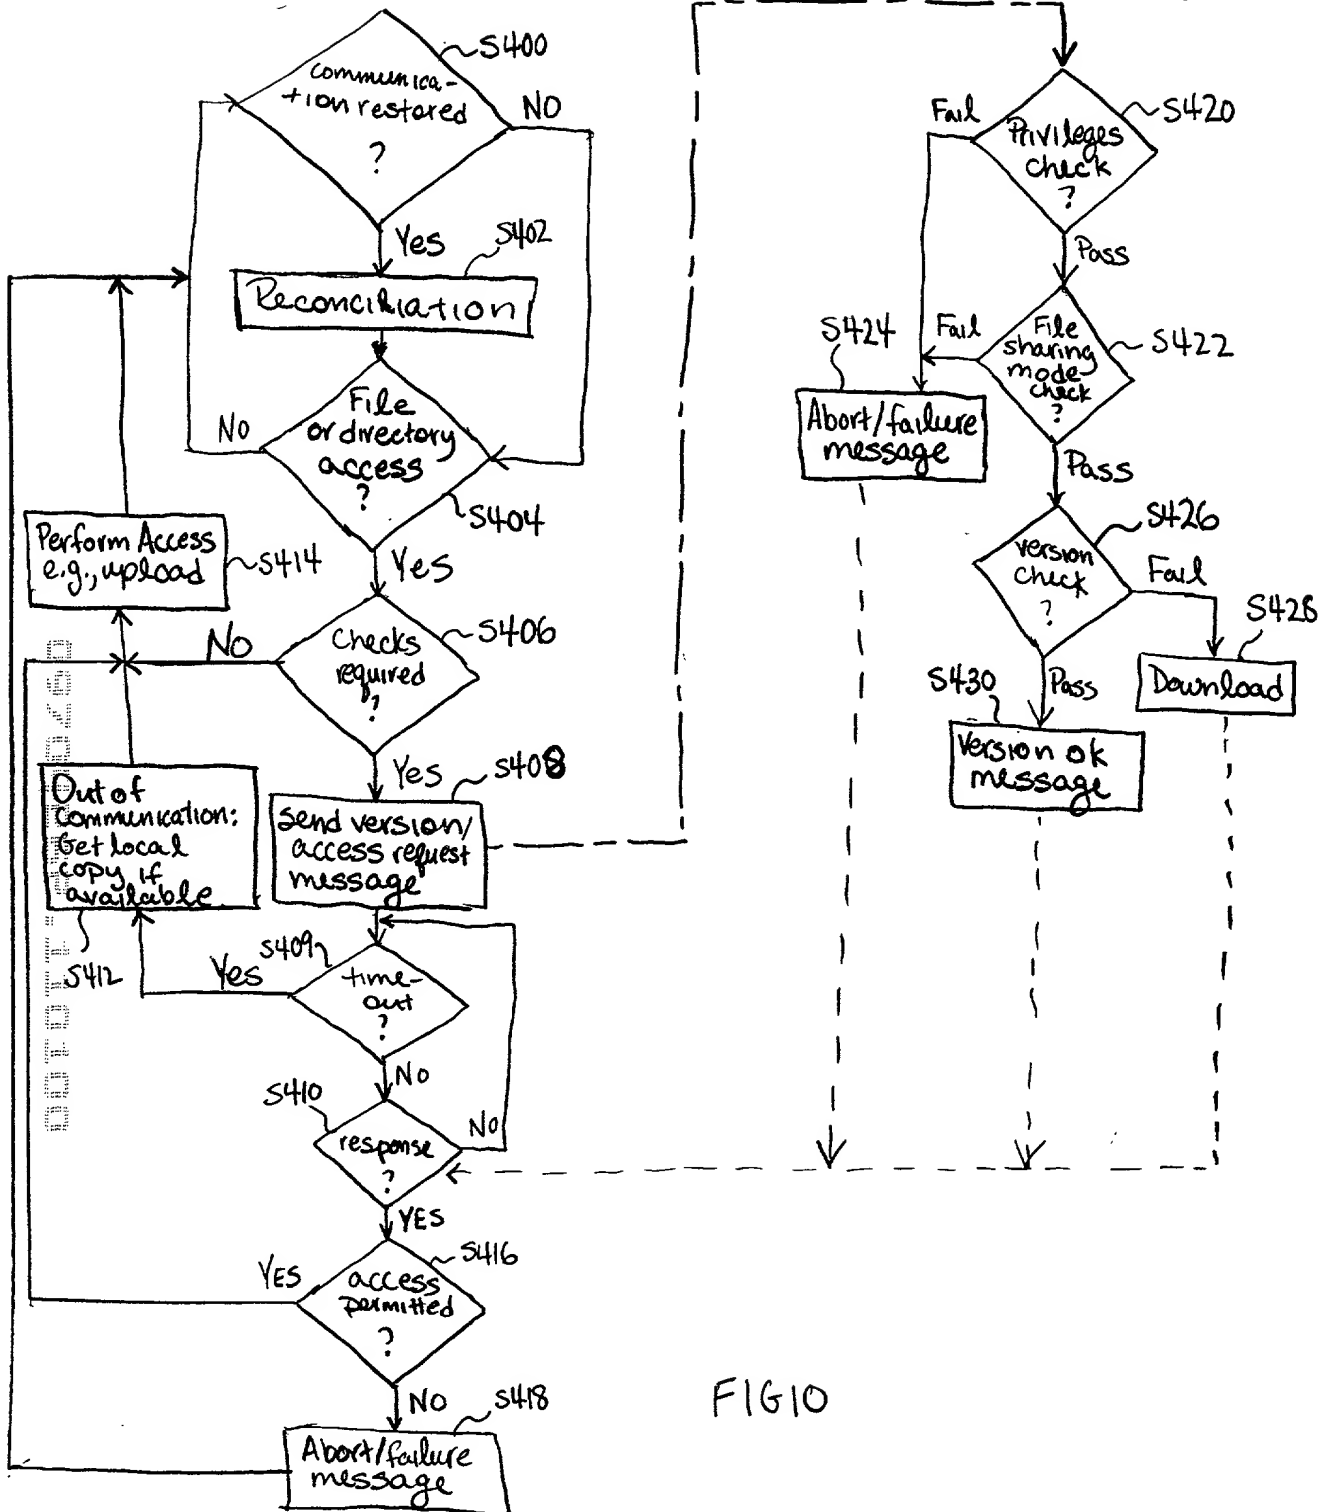 S400
communica-
tion restored
?
NO
Yes
S402
Reconciliation
File
or directory
access
?
No
S404
Yes
Perform Access
e.g., upload
S414
No
Checks
required
?
S406
Yes
S408
Send version/
access request
message
Out of
Communication:
Get local
copy if
available
S412
Yes
S409
time-
out
?
No
S410
response
?
No
YES
S416
access
permitted
?
YES
NO
S418
Abort/failure
message
Fail
Privileges
check
?
S420
Pass
S424
Fail
File
sharing
mode
check
?
S422
Abort/failure
message
Pass
S426
version
check
?
Fail
S428
Download
Pass
S430
Version ok
message
FIG10